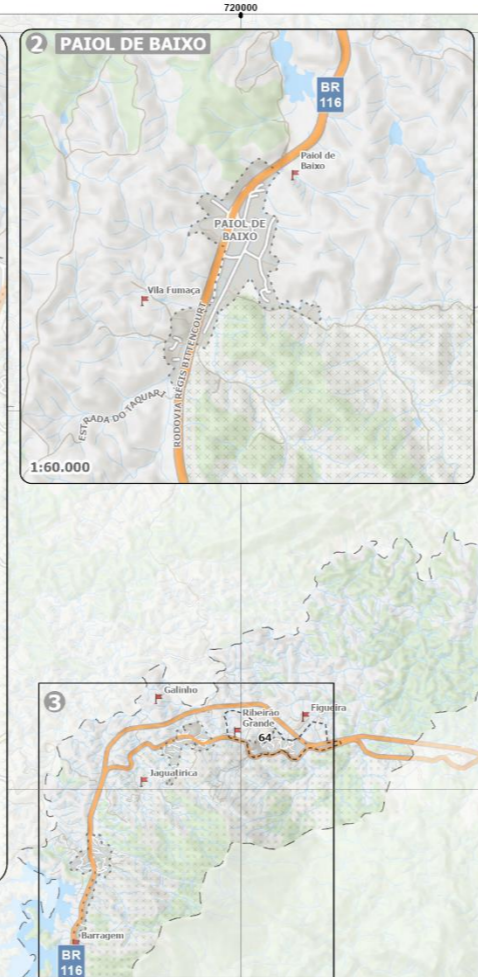 720000
2 PAIOL DE BAIXO
BR
116
Paiol de
Baixo
PAIOL DE
BAIXO
Vila Fumaça
RODOVIA RÉGIS BITTENCOURT
ESTRADA DO TAQUARI
1:60.000
3
Galinho
Figueira
Ribeirão
Grande
64
Jaguatirica
Barragem
BR
116